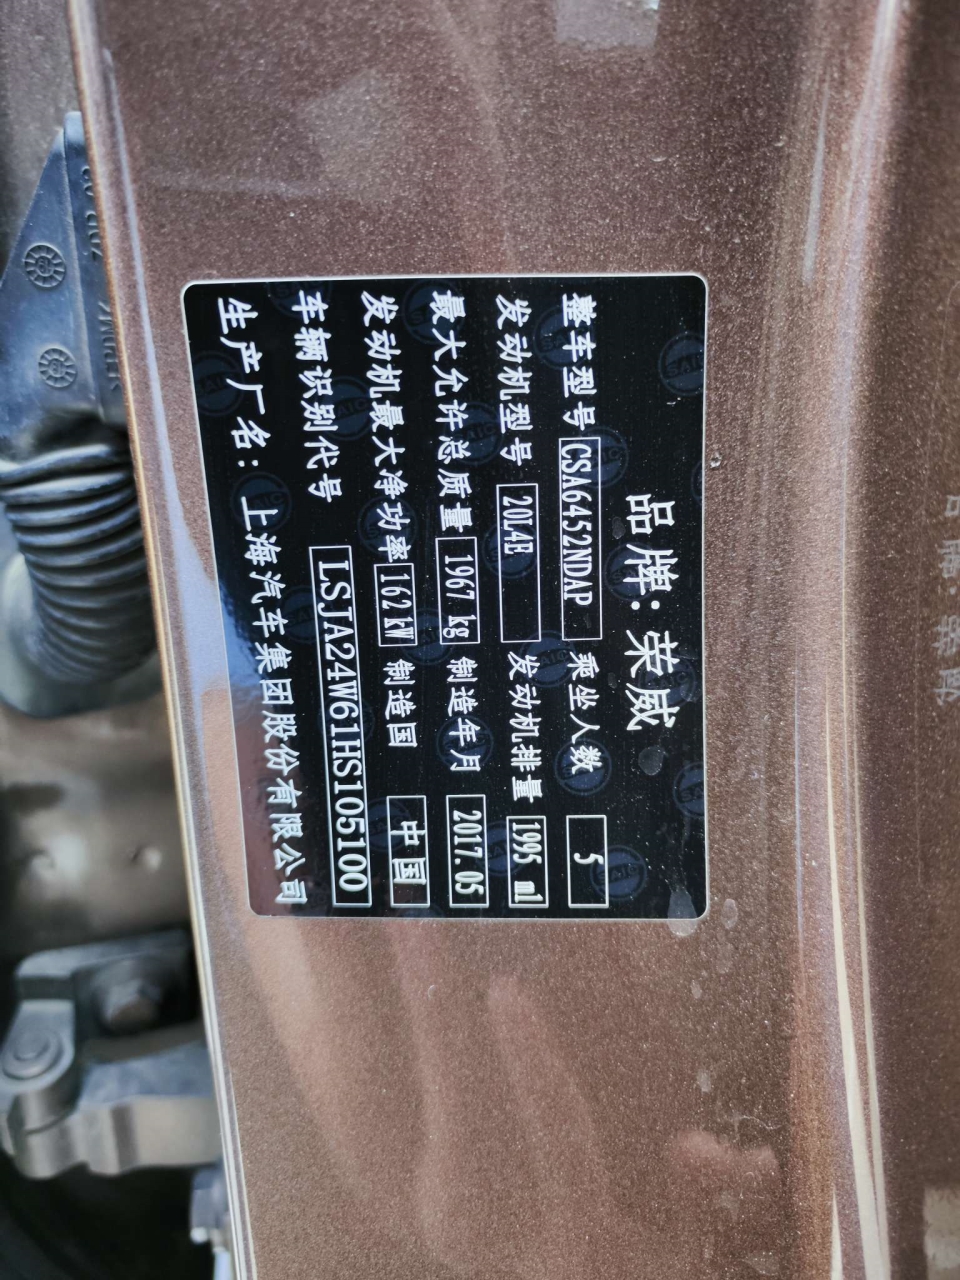 品牌: 荣威
整车型号 CSA6452NDAP 乘坐人数 5
发动机型号 20L4E 发动机排量 1995 ml
最大允许总质量 1967 kg 制造年月 2017.05
发动机最大净功率 162 kW 制造国 中国
车辆识别代号 LSJA24W61HS105100
生产厂名: 上海汽车集团股份有限公司